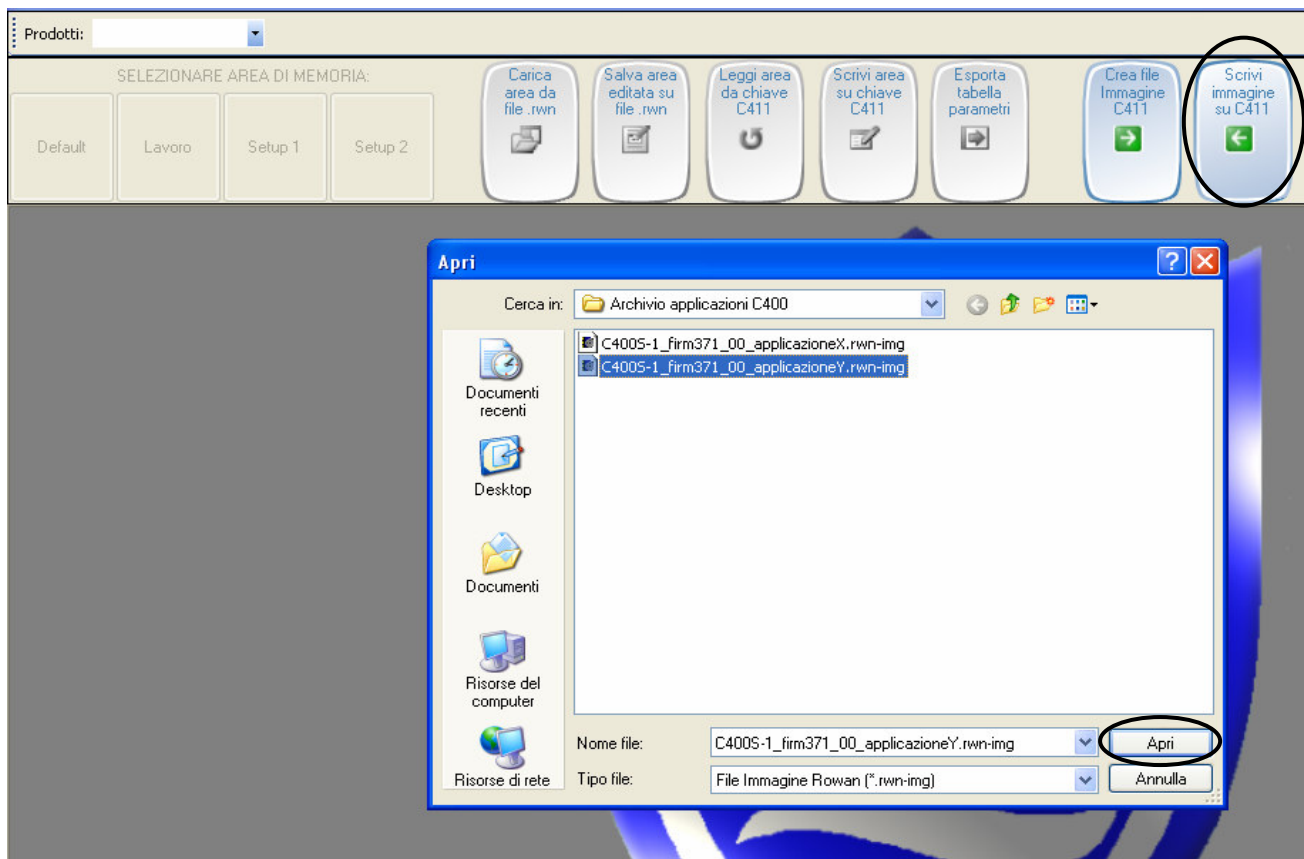 Prodotti:
SELEZIONARE AREA DI MEMORIA:
Default
Lavoro
Setup 1
Setup 2
Carica
area da
file .rwn
Salva area
editata su
file .rwn
Leggi area
da chiave
C411
Scrivi area
su chiave
C411
Esporta
tabella
parametri
Crea file
Immagine
C411
Scrivi
immagine
su C411
Apri
Cerca in:
Archivio applicazioni C400
C400S-1_firm371_00_applicazioneX.rwn-img
C400S-1_firm371_00_applicazioneY.rwn-img
Documenti
recenti
Desktop
Documenti
Risorse del
computer
Risorse di rete
Nome file:
C400S-1_firm371_00_applicazioneY.rwn-img
Apri
Tipo file:
File Immagine Rowan (*.rwn-img)
Annulla